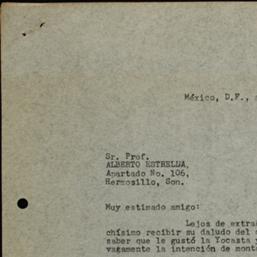 México, D.F.,
Sr. Prof.
ALBERTO ESTRELLA,
Apartado No. 106,
Hermosillo, Son.
Muy estimado amigo:
Lejos de extra
chísimo recibir su daludo del
saber que le gustó la Yocasta y
vagamente la intención de mont